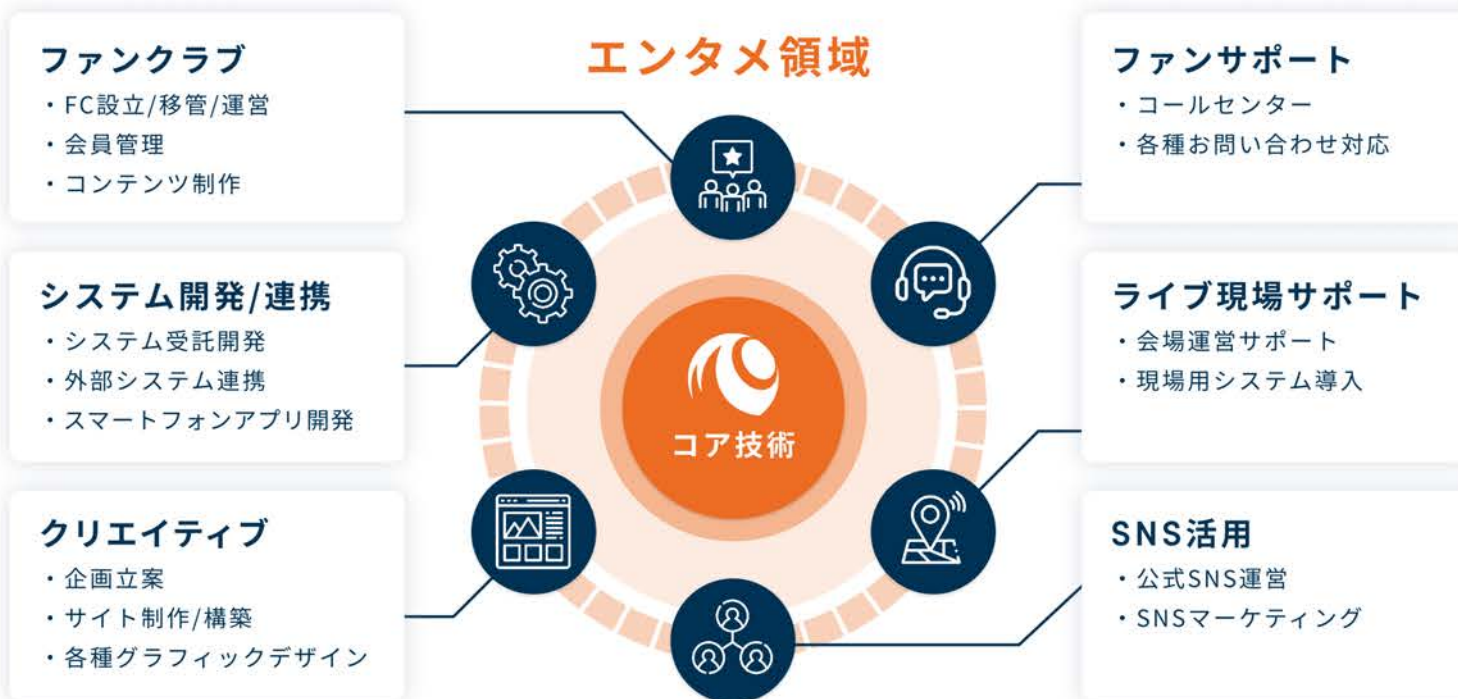 エンタメ領域
ファンクラブ
・FC設立/移管/運営
・会員管理
・コンテンツ制作
システム開発/連携
・システム受託開発
・外部システム連携
・スマートフォンアプリ開発
クリエイティブ
・企画立案
・サイト制作/構築
・各種グラフィックデザイン
コア技術
ファンサポート
・コールセンター
・各種お問い合わせ対応
ライブ現場サポート
・会場運営サポート
・現場用システム導入
SNS活用
・公式SNS運営
・SNSマーケティング